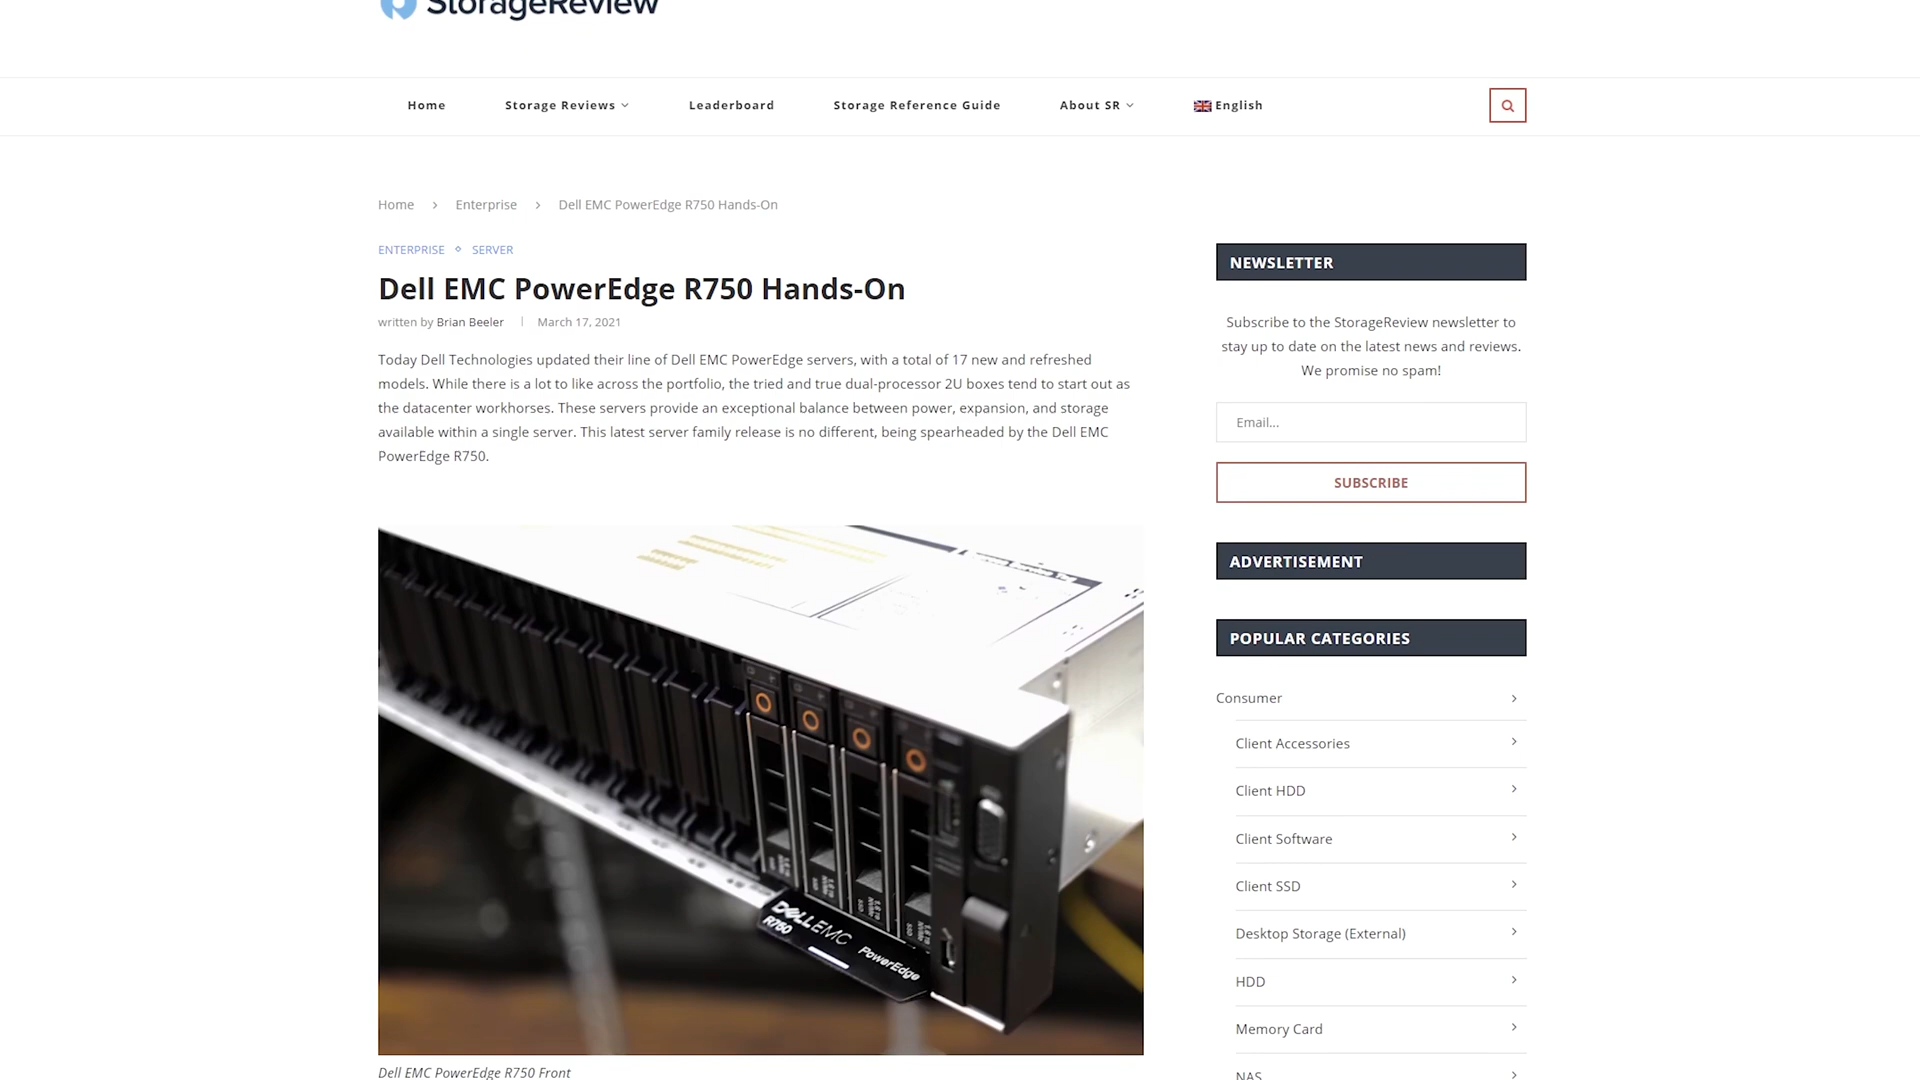 StorageReview
Home
Storage Reviews
Leaderboard
Storage Reference Guide
About SR
English
Home
Enterprise
Dell EMC PowerEdge R750 Hands-On
ENTERPRISE
SERVER
Dell EMC PowerEdge R750 Hands-On
written by Brian Beeler
March 17, 2021
Today Dell Technologies updated their line of Dell EMC PowerEdge servers, with a total of 17 new and refreshed
models. While there is a lot to like across the portfolio, the tried and true dual-processor 2U boxes tend to start out as
the datacenter workhorses. These servers provide an exceptional balance between power, expansion, and storage
available within a single server. This latest server family release is no different, being spearheaded by the Dell EMC
PowerEdge R750.
DELLEMC
R750
PowerEdge
Dell EMC PowerEdge R750 Front
NEWSLETTER
Subscribe to the StorageReview newsletter to
stay up to date on the latest news and reviews.
We promise no spam!
Email...
SUBSCRIBE
ADVERTISEMENT
POPULAR CATEGORIES
Consumer
Client Accessories
Client HDD
Client Software
Client SSD
Desktop Storage (External)
HDD
Memory Card
NAS